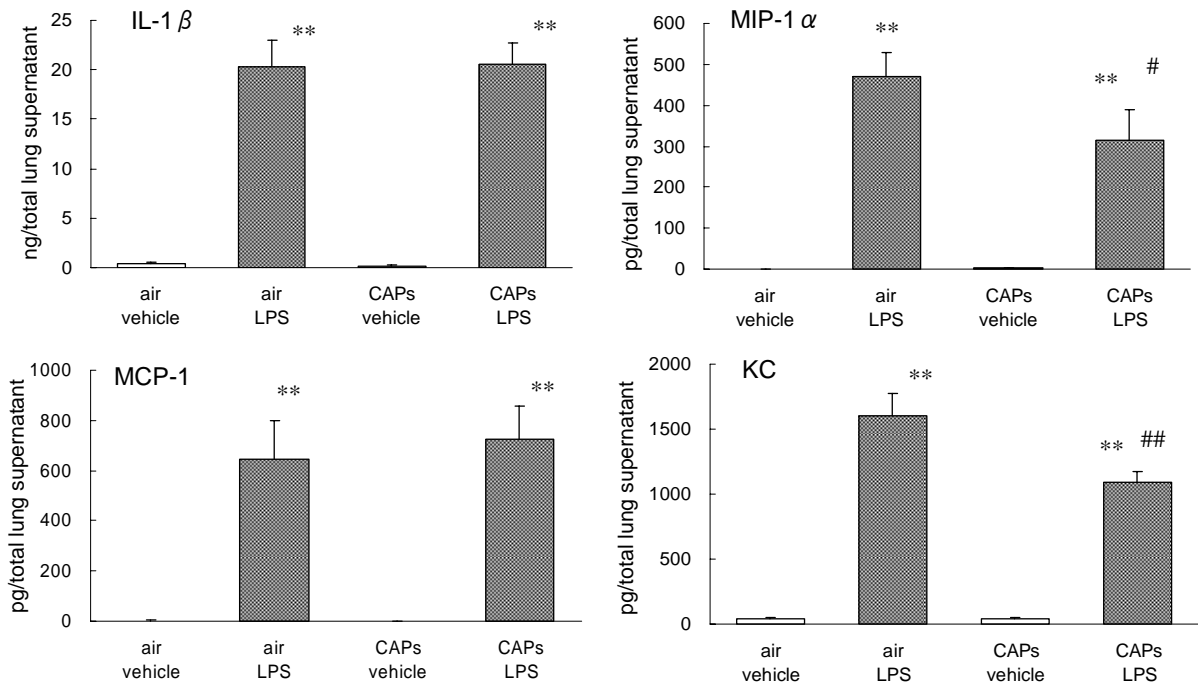 IL-1 β
ng/total lung supernatant
30
25
20
15
10
5
0
**
**
air
vehicle
air
LPS
CAPs
vehicle
CAPs
LPS
MIP-1 α
pg/total lung supernatant
600
500
400
300
200
100
0
**
** #
air
vehicle
air
LPS
CAPs
vehicle
CAPs
LPS
MCP-1
pg/total lung supernatant
1000
800
600
400
200
0
**
**
air
vehicle
air
LPS
CAPs
vehicle
CAPs
LPS
KC
pg/total lung supernatant
2000
1500
1000
500
0
**
** ##
air
vehicle
air
LPS
CAPs
vehicle
CAPs
LPS